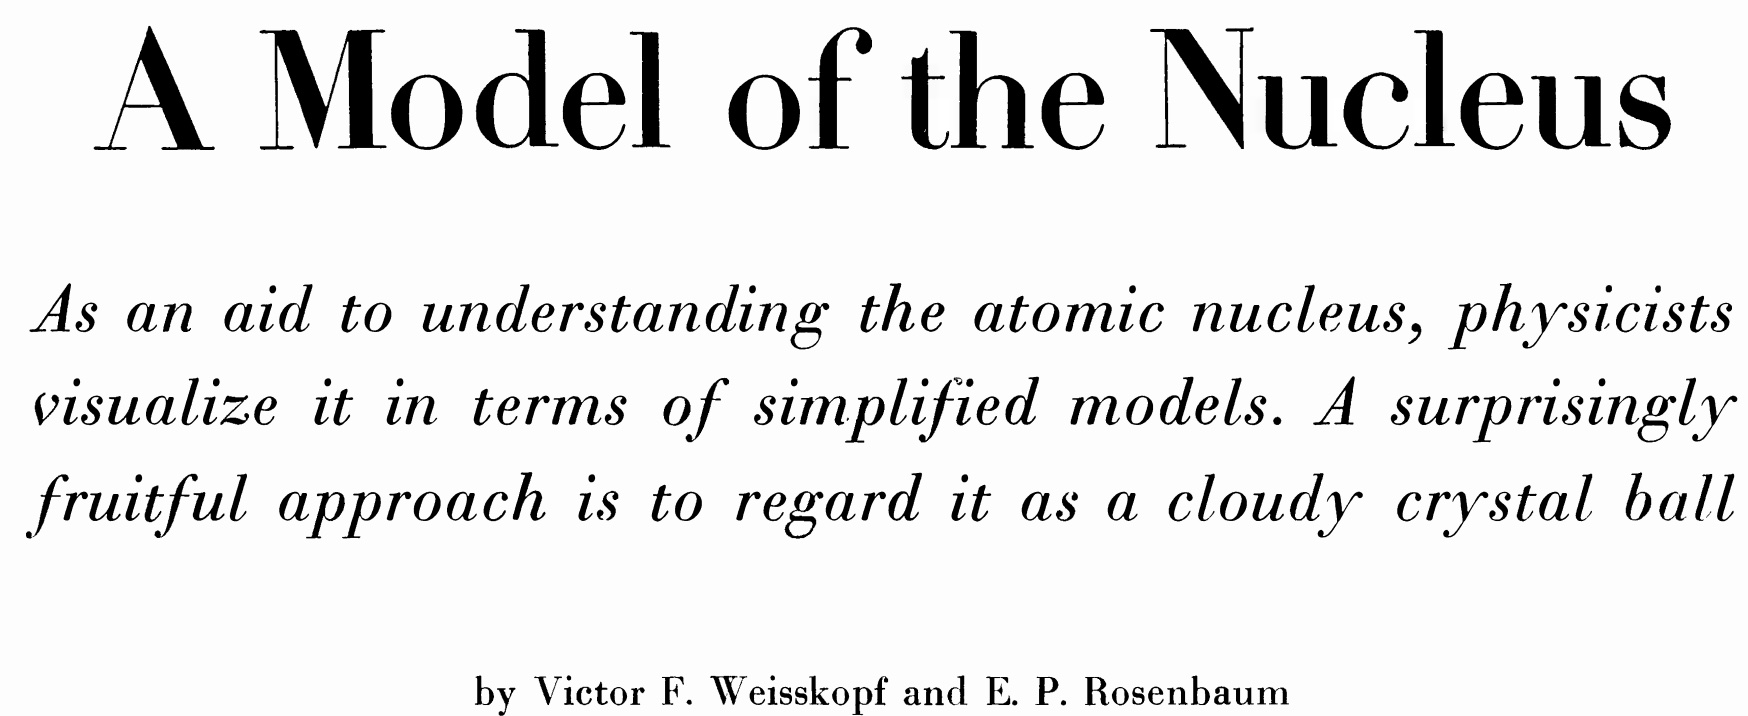 A Model of the Nucleus
As an aid to understanding the atomic nucleus, physicists
visualize it in terms of simplified models. A surprisingly
fruitful approach is to regard it as a cloudy crystal ball
by Victor F. Weisskopf and E. P. Rosenbaum